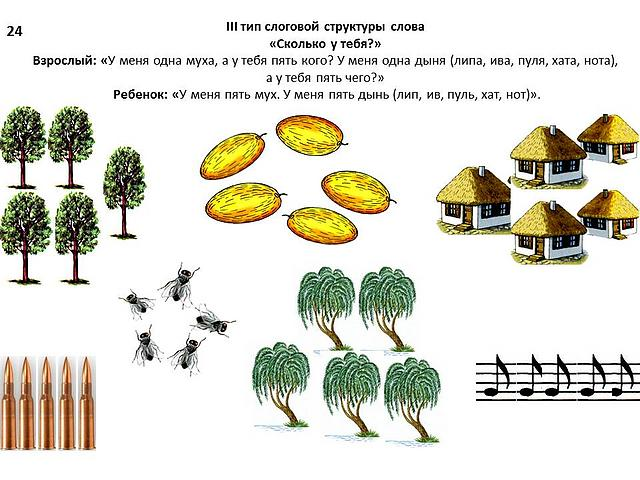 24
III тип слоговой структуры слова
«Сколько у тебя?»
Взрослый: «У меня одна муха, а у тебя пять кого? У меня одна дыня (липа, ива, пуля, хата, нота),
а у тебя пять чего?»
Ребенок: «У меня пять мух. У меня пять дынь (лип, ив, пуль, хат, нот)».